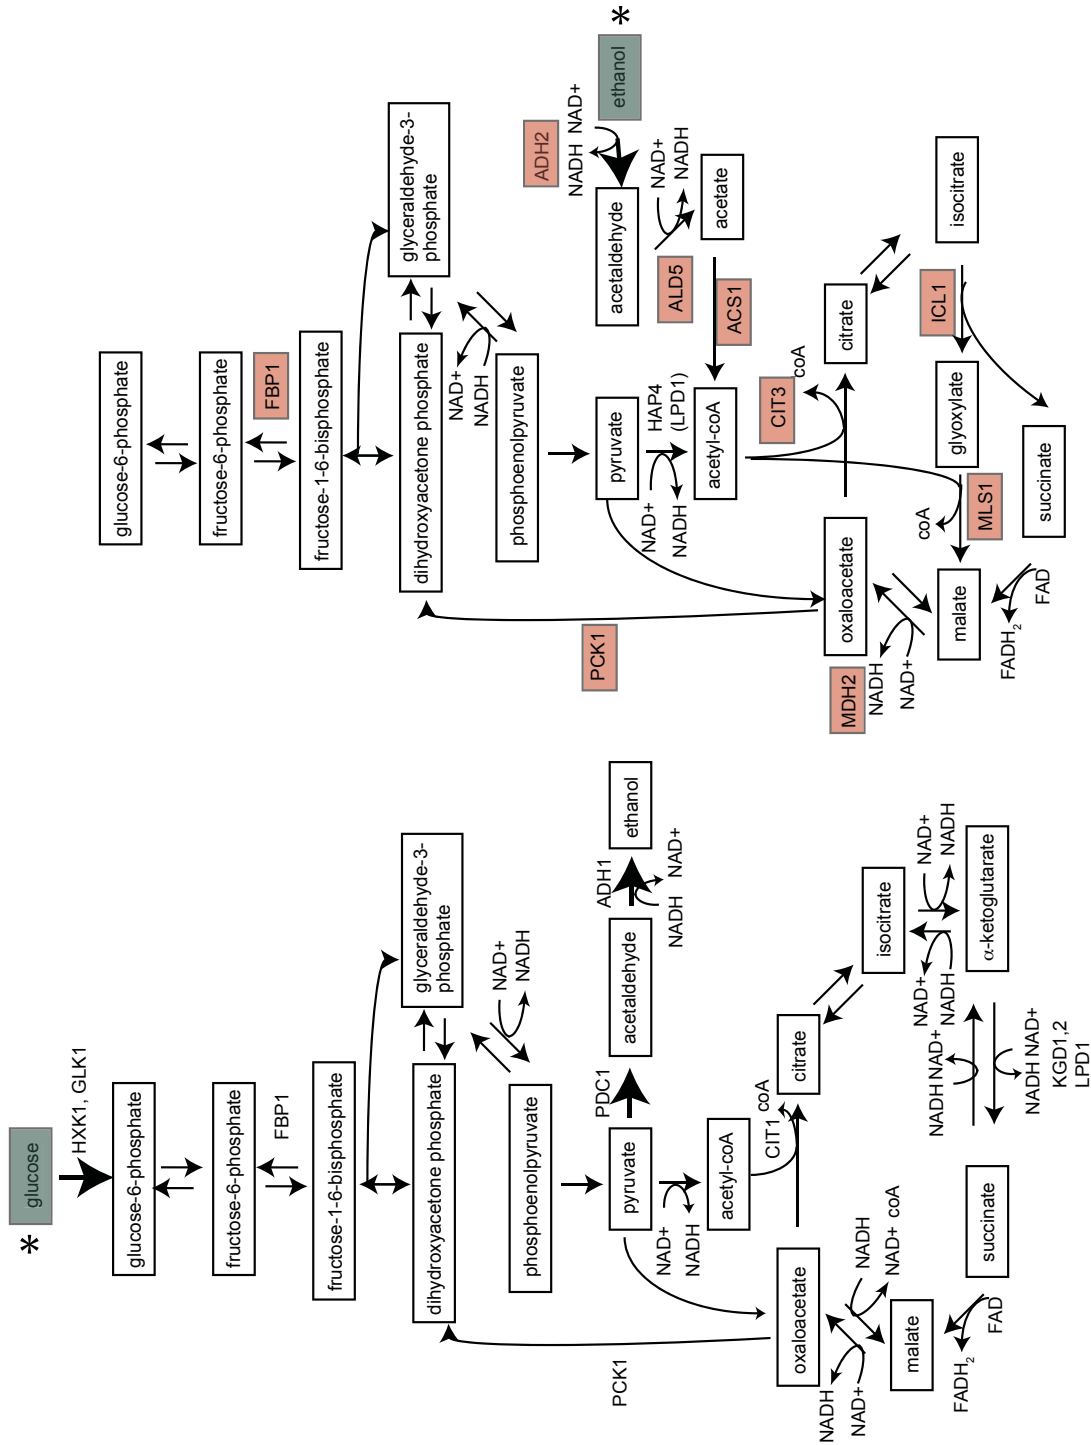 *
glucose
HXK1, GLK1
glucose-6-phosphate
fructose-6-phosphate
FBP1
fructose-1-6-bisphosphate
glyceraldehyde-3-
phosphate
dihydroxyacetone phosphate
NAD+
NADH
phosphoenolpyruvate
PDC1
ADH1
pyruvate
acetaldehyde
ethanol
NADH
NAD+
NAD+
NADH
acetyl-coA
PCK1
CIT1
coA
oxaloacetate
citrate
isocitrate
NADH
NAD+
NADH
NAD+ coA
malate
NAD+
NADH
NAD+
NADH
α-ketoglutarate
NADH NAD+
NADH NAD+
KGD1,2
LPD1
succinate
FADH2
FAD
*
ethanol
ADH2
NADH NAD+
glucose-6-phosphate
fructose-6-phosphate
FBP1
fructose-1-6-bisphosphate
glyceraldehyde-3-
phosphate
dihydroxyacetone phosphate
NAD+
NADH
phosphoenolpyruvate
acetaldehyde
NAD+
NADH
ALD5
acetate
ACS1
pyruvate
HAP4
(LPD1)
NAD+
NADH
acetyl-coA
PCK1
CIT3
coA
oxaloacetate
citrate
isocitrate
MDH2
NADH
NAD+
ICL1
glyoxylate
coA
MLS1
malate
succinate
FADH2
FAD